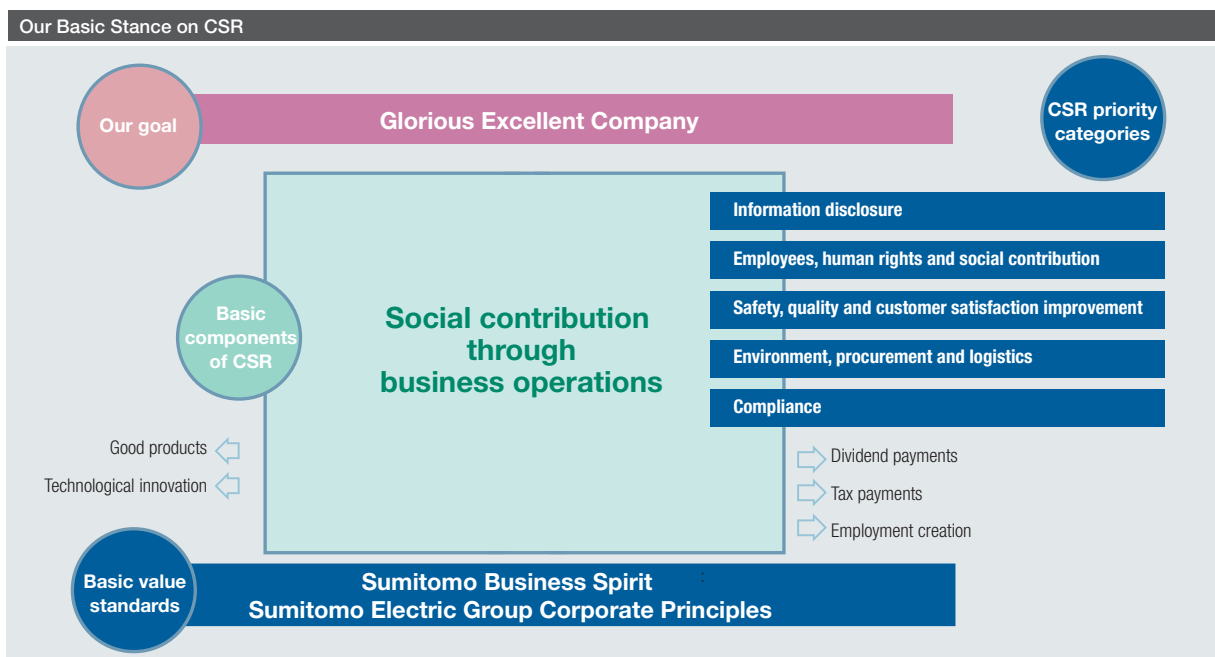 Our Basic Stance on CSR
Our goal
Glorious Excellent Company
CSR priority
categories
Information disclosure
Employees, human rights and social contribution
Safety, quality and customer satisfaction improvement
Environment, procurement and logistics
Compliance
Basic
components
of CSR
Social contribution
through
business operations
Good products
Technological innovation
Dividend payments
Tax payments
Employment creation
Basic value
standards
Sumitomo Business Spirit :
Sumitomo Electric Group Corporate Principles